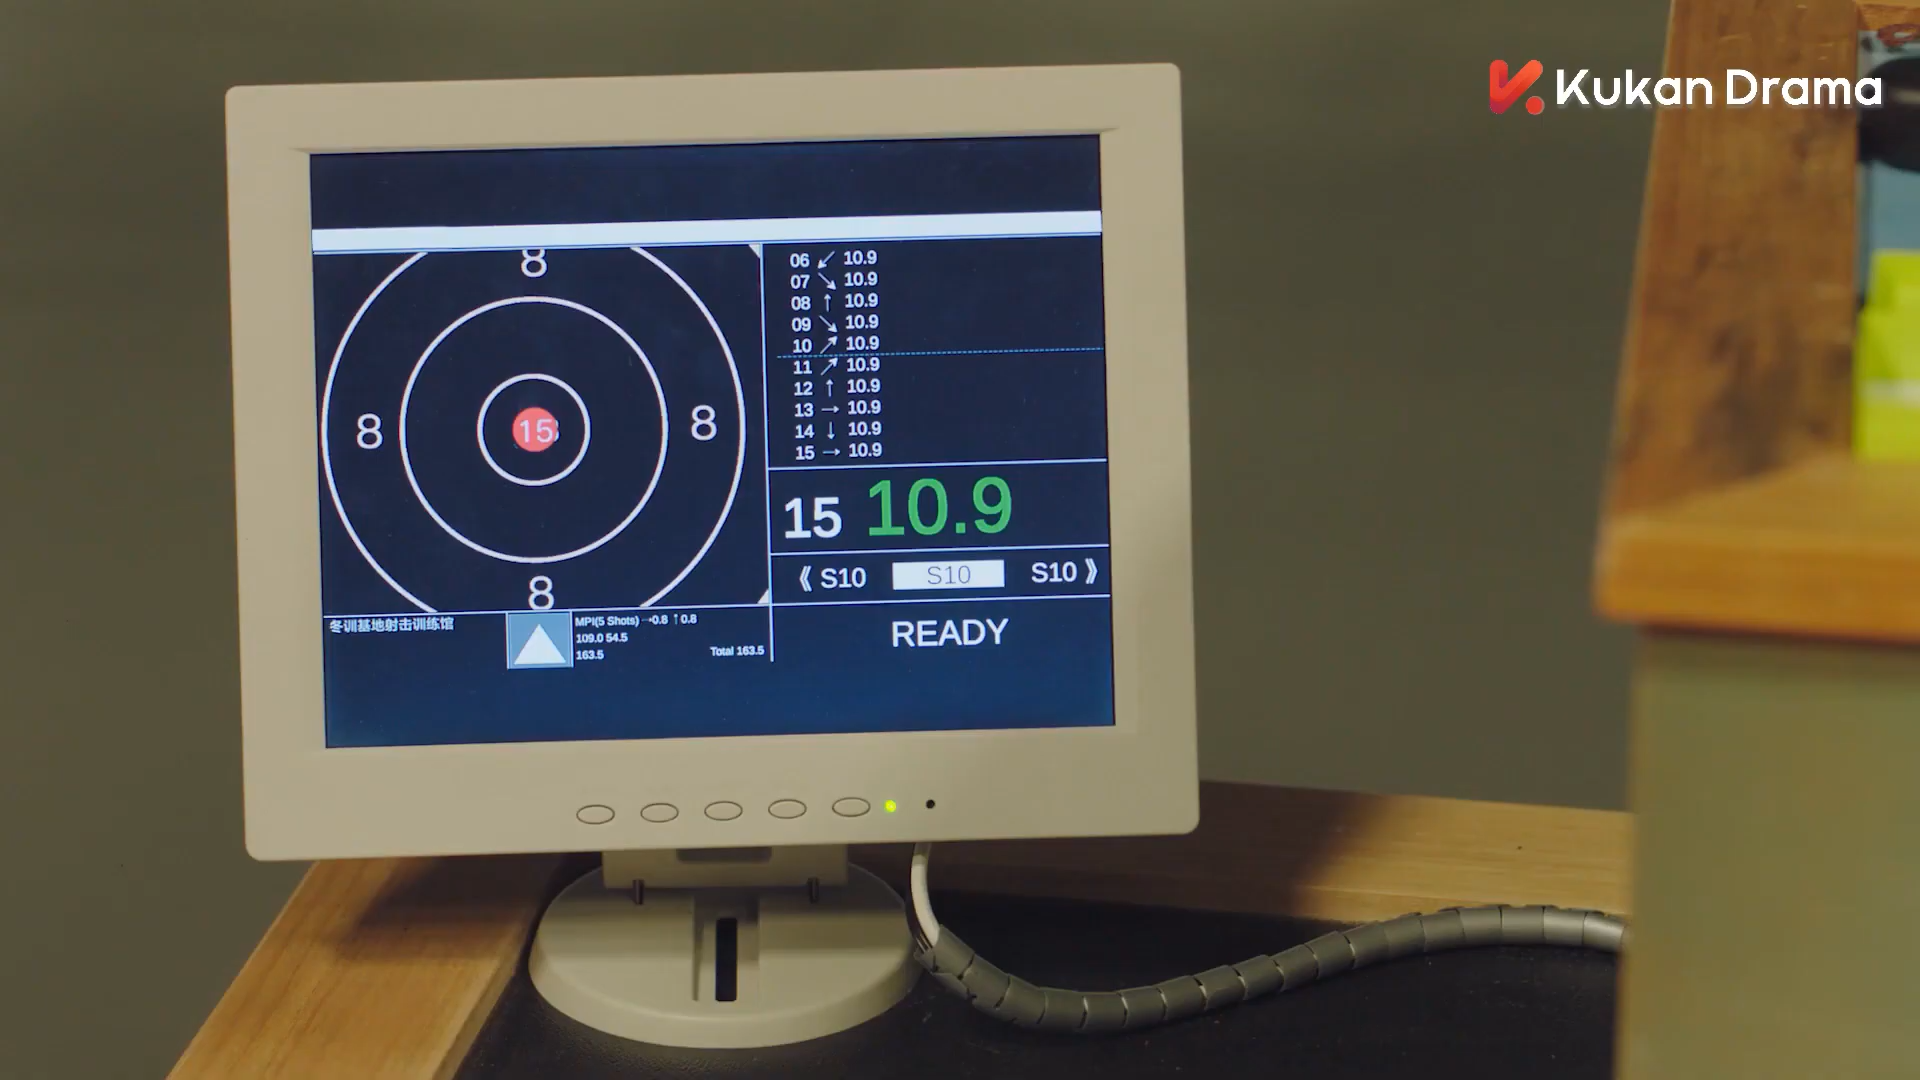 Kukan Drama
8
8 8
8
15
06 ↙ 10.9
07 ↘ 10.9
08 ↑ 10.9
09 ↘ 10.9
10 ↗ 10.9
11 ↗ 10.9
12 ↑ 10.9
13 → 10.9
14 ↓ 10.9
15 → 10.9
15 10.9
《 S10 S10 S10 》
READY
冬训基地射击训练馆
MPI(5 Shots) →0.8 ↑0.8
109.0 54.5
163.5
Total 163.5